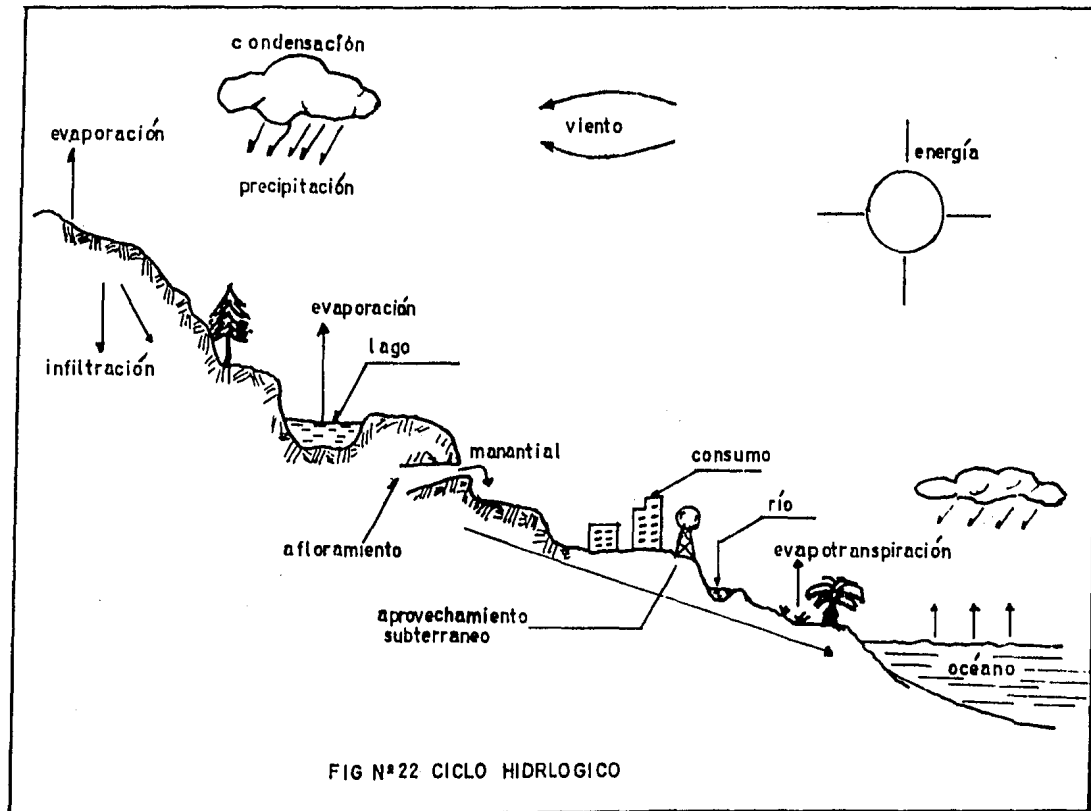 condensación
evaporación
viento
energía
precipitación
evaporación
lago
infiltración
manantial
consumo
río
afloramiento
evapotranspiración
aprovechamiento
subterraneo
océano
FIG Nº22 CICLO HIDRLOGICO